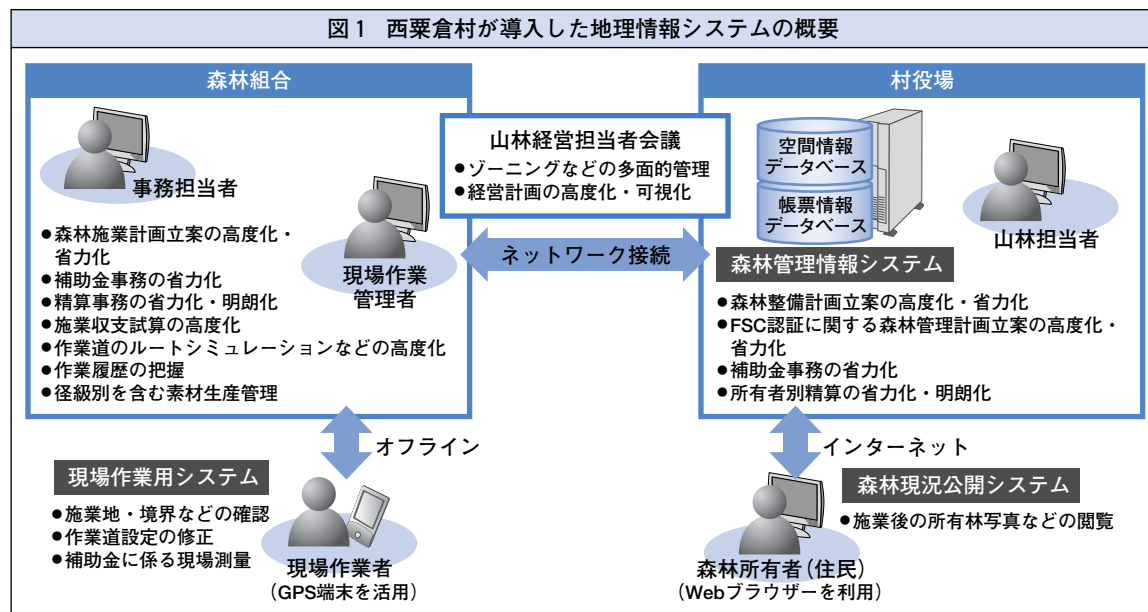 図1 西粟倉村が導入した地理情報システムの概要
森林組合
事務担当者
現場作業
管理者
●森林施業計画立案の高度化・
省力化
●補助金事務の省力化
●精算事務の省力化・明朗化
●施業収支試算の高度化
●作業道のルートシミュレーションなどの高度化
●作業履歴の把握
●径級別を含む素材生産管理
山林経営担当者会議
●ゾーニングなどの多面的管理
●経営計画の高度化・可視化
ネットワーク接続
村役場
空間情報
データベース
帳票情報
データベース
山林担当者
森林管理情報システム
●森林整備計画立案の高度化・省力化
●FSC認証に関する森林管理計画立案の高度化・
省力化
●補助金事務の省力化
●所有者別精算の省力化・明朗化
オフライン
現場作業用システム
●施業地・境界などの確認
●作業道設定の修正
●補助金に係る現場測量
現場作業者
(GPS端末を活用)
インターネット
森林現況公開システム
●施業後の所有林写真などの閲覧
森林所有者(住民)
(Webブラウザーを利用)